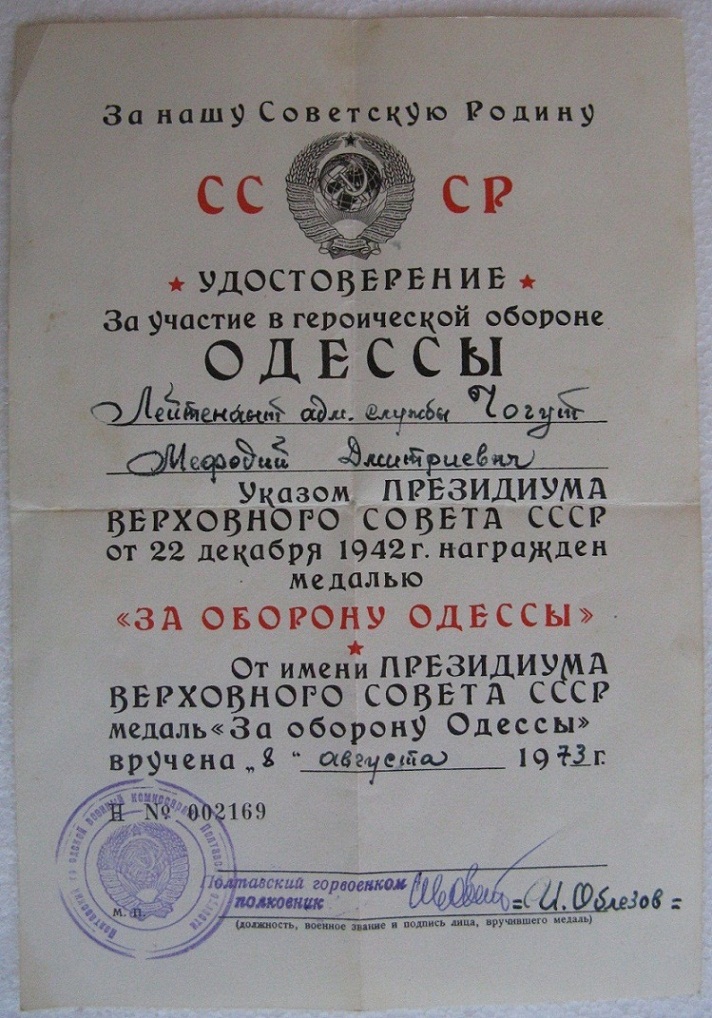 За нашу Советскую Родину
СССР
УДОСТОВЕРЕНИЕ
За участие в героической обороне
ОДЕССЫ
Лейтенант адм. службы Чогут
Мефодий Дмитриевич
Указом ПРЕЗИДИУМА
ВЕРХОВНОГО СОВЕТА СССР
от 22 декабря 1942 г. награжден
медалью
«ЗА ОБОРОНУ ОДЕССЫ»
От имени ПРЕЗИДИУМА
ВЕРХОВНОГО СОВЕТА СССР
медаль «За оборону Одессы»
вручена „8" августа 1973 г.
Н № 002169
Полтавский горвоенком
полковник
= И. Облезов =
м. п.
(должность, военное звание и подпись лица, вручившего медаль)